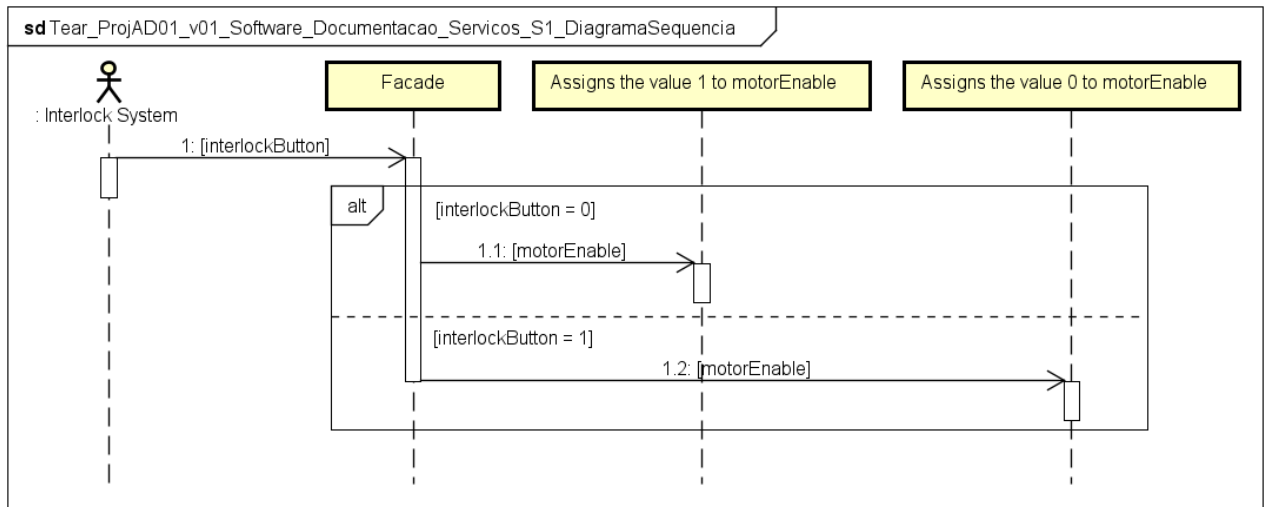 sd Tear_ProjAD01_v01_Software_Documentacao_Servicos_S1_DiagramaSequencia
Facade
Assigns the value 1 to motorEnable
Assigns the value 0 to motorEnable
: Interlock System
1: [interlockButton]
alt
[interlockButton = 0]
1.1: [motorEnable]
[interlockButton = 1]
1.2: [motorEnable]